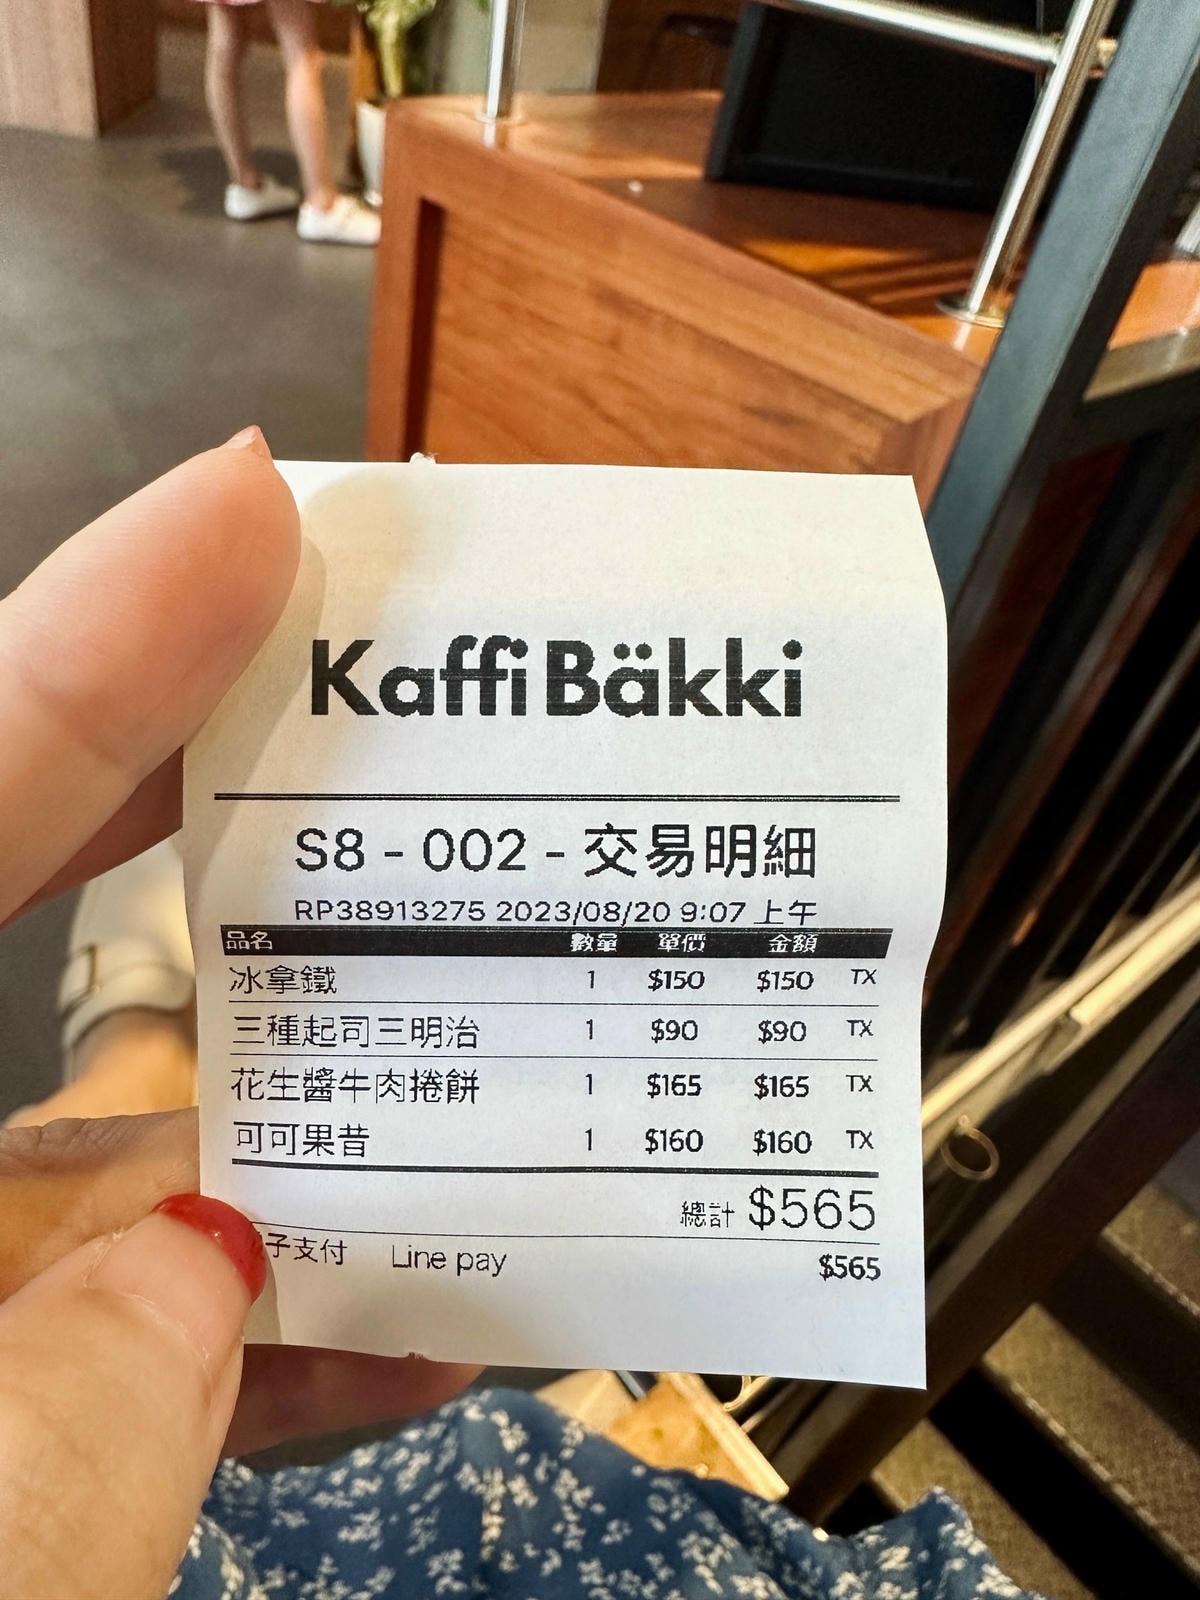 Kaffi Bäkki
S8 - 002 - 交易明細
RP38913275 2023/08/20 9:07 上午
品名 數量 單價 金額
冰拿鐵 1 $150 $150 TX
三種起司三明治 1 $90 $90 TX
花生醬牛肉捲餅 1 $165 $165 TX
可可果昔 1 $160 $160 TX
總計 $565
子支付 Line pay $565